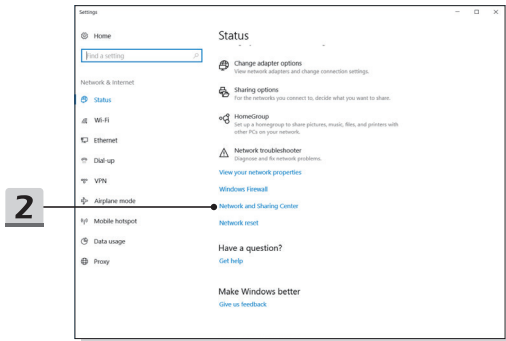 Settings
Home
Find a setting
Network & Internet
Status
Wi-Fi
Ethernet
Dial-up
VPN
Airplane mode
Mobile hotspot
Data usage
Proxy
2
Status
Change adapter options
View network adapters and change connection settings.
Sharing options
For the networks you connect to, decide what you want to share.
HomeGroup
Set up a homegroup to share pictures, music, files, and printers with
other PCs on your network.
Network troubleshooter
Diagnose and fix network problems.
View your network properties
Windows Firewall
Network and Sharing Center
Network reset
Have a question?
Get help
Make Windows better
Give us feedback